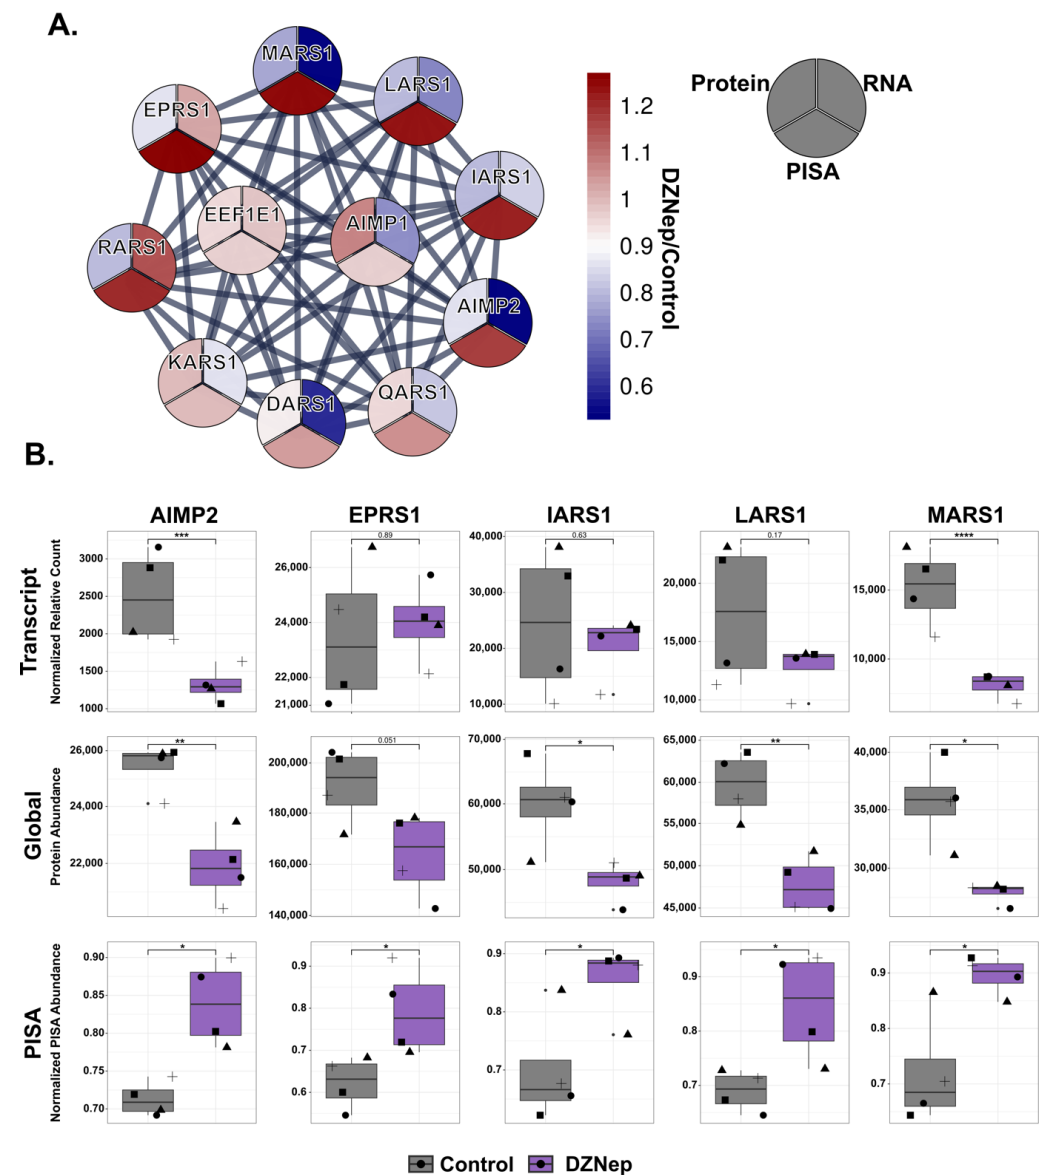 A.
MARS1
LARS1
EPRS1
IARS1
EEF1E1
AIMP1
RARS1
AIMP2
KARS1
QARS1
DARS1
1.2
1.1
1
0.9
0.8
0.7
0.6
DZNep/Control
Protein
RNA
PISA
B.
AIMP2
EPRS1
IARS1
LARS1
MARS1
Transcript
Normalized Relative Count
3000
2500
2000
1500
1000
***
26,000
24,000
22,000
21,000
0.89
40,000
30,000
20,000
10,000
0.63
20,000
15,000
10,000
0.17
15,000
10,000
****
Global
Protein Abundance
26,000
24,000
22,000
**
200,000
180,000
160,000
140,000
0.051
70,000
60,000
50,000
*
65,000
60,000
55,000
50,000
45,000
**
40,000
35,000
30,000
*
PISA
Normalized PISA Abundance
0.90
0.85
0.80
0.75
0.70
*
0.9
0.8
0.7
0.6
*
0.9
0.8
0.7
*
0.9
0.8
0.7
*
0.9
0.8
0.7
*
Control
DZNep